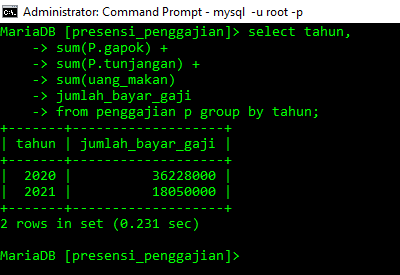 Administrator: Command Prompt - mysql  -u root -p
MariaDB [presensi_penggajian]> select tahun,
    -> sum(P.gapok) +
    -> sum(P.tunjangan) +
    -> sum(uang_makan)
    -> jumlah_bayar_gaji
    -> from penggajian p group by tahun;
+-------+-------------------+
| tahun | jumlah_bayar_gaji |
+-------+-------------------+
|  2020 |          36228000 |
|  2021 |          18050000 |
+-------+-------------------+
2 rows in set (0.231 sec)
MariaDB [presensi_penggajian]>